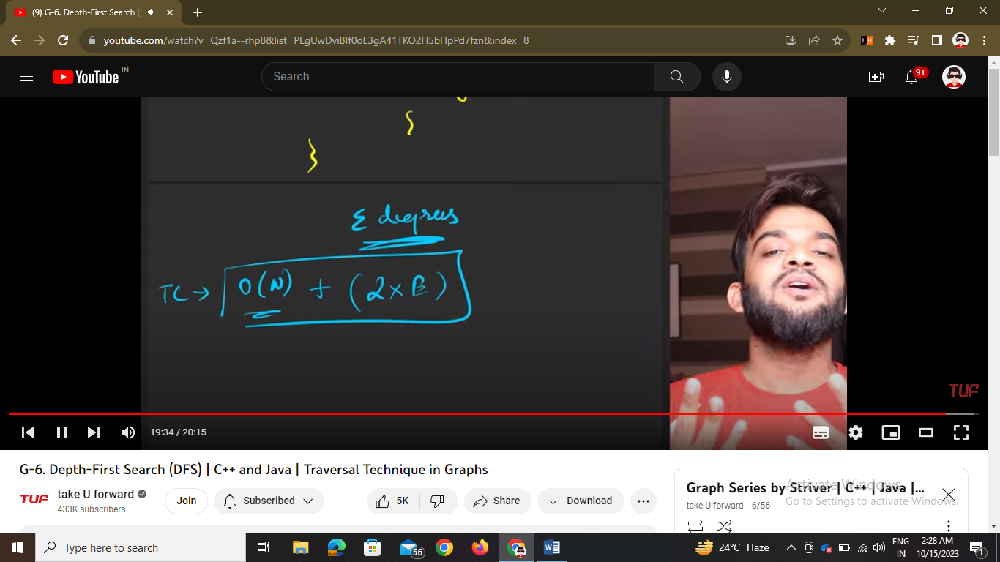 (9) G-6. Depth-First Search (
youtube.com/watch?v=Qzf1a--rhp8&list=PLgUwDviBIf0oE3gA41TKO2H5bHpPd7fzn&index=8
YouTube IN
Search
9+
Σ degrees
TC → O(N) + (2×E)
TUF
19:34 / 20:15
G-6. Depth-First Search (DFS) | C++ and Java | Traversal Technique in Graphs
TUF
take U forward
433K subscribers
Join
Subscribed
5K
Share
Download
Graph Series by Striver | C++ | Java |...
take U forward - 6/56
Activate Windows
Go to Settings to activate Windows.
Type here to search
56
24°C Haze
ENG
IN
2:28 AM
10/15/2023
1